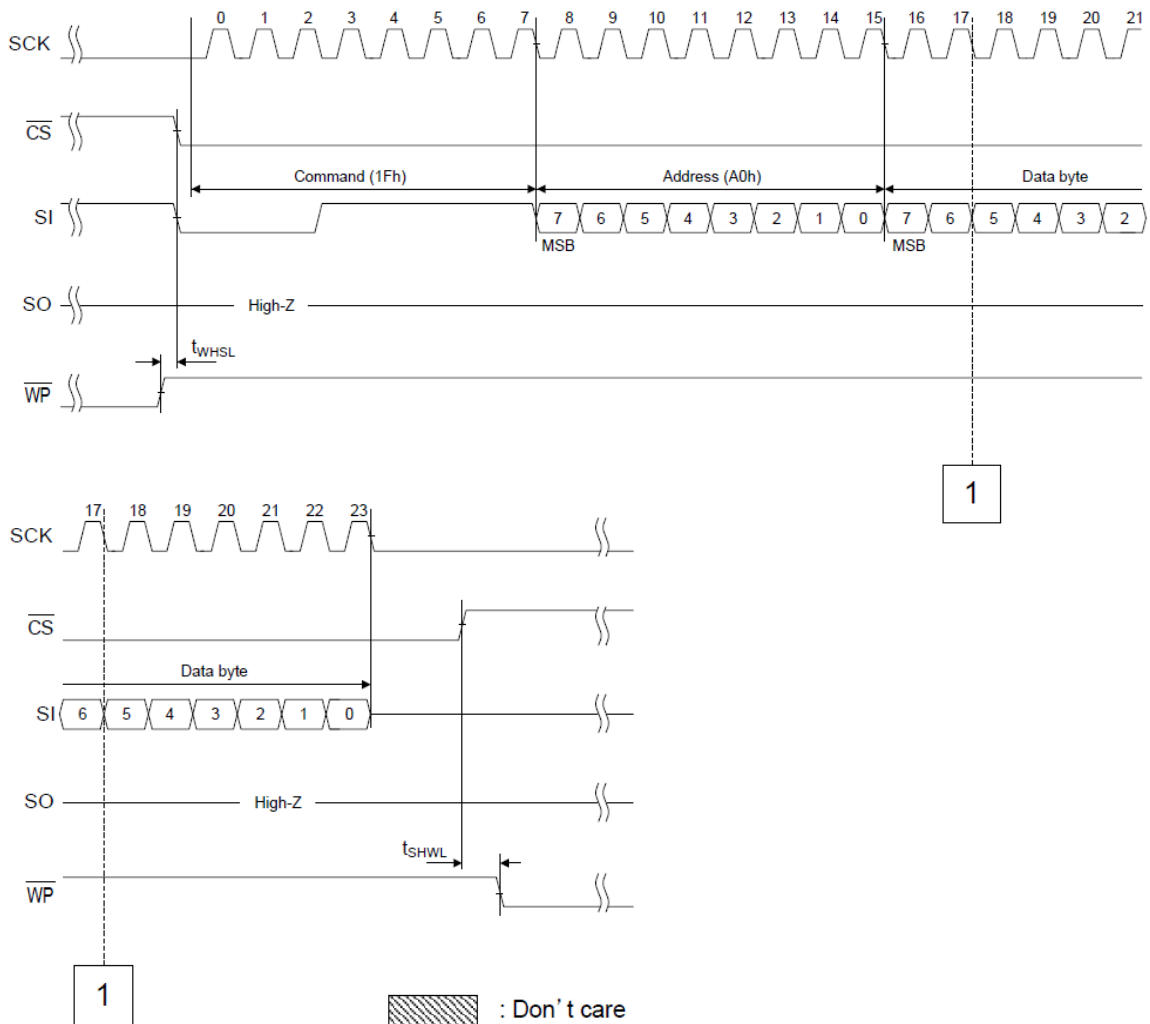 0 1 2 3 4 5 6 7 8 9 10 11 12 13 14 15 16 17 18 19 20 21
SCK
CS
Command (1Fh) Address (A0h) Data byte
SI 7 6 5 4 3 2 1 0 7 6 5 4 3 2
MSB MSB
SO High-Z
tWHSL
WP
1
17 18 19 20 21 22 23
SCK
CS
Data byte
SI 6 5 4 3 2 1 0
SO High-Z
tSHWL
WP
1
: Don't care